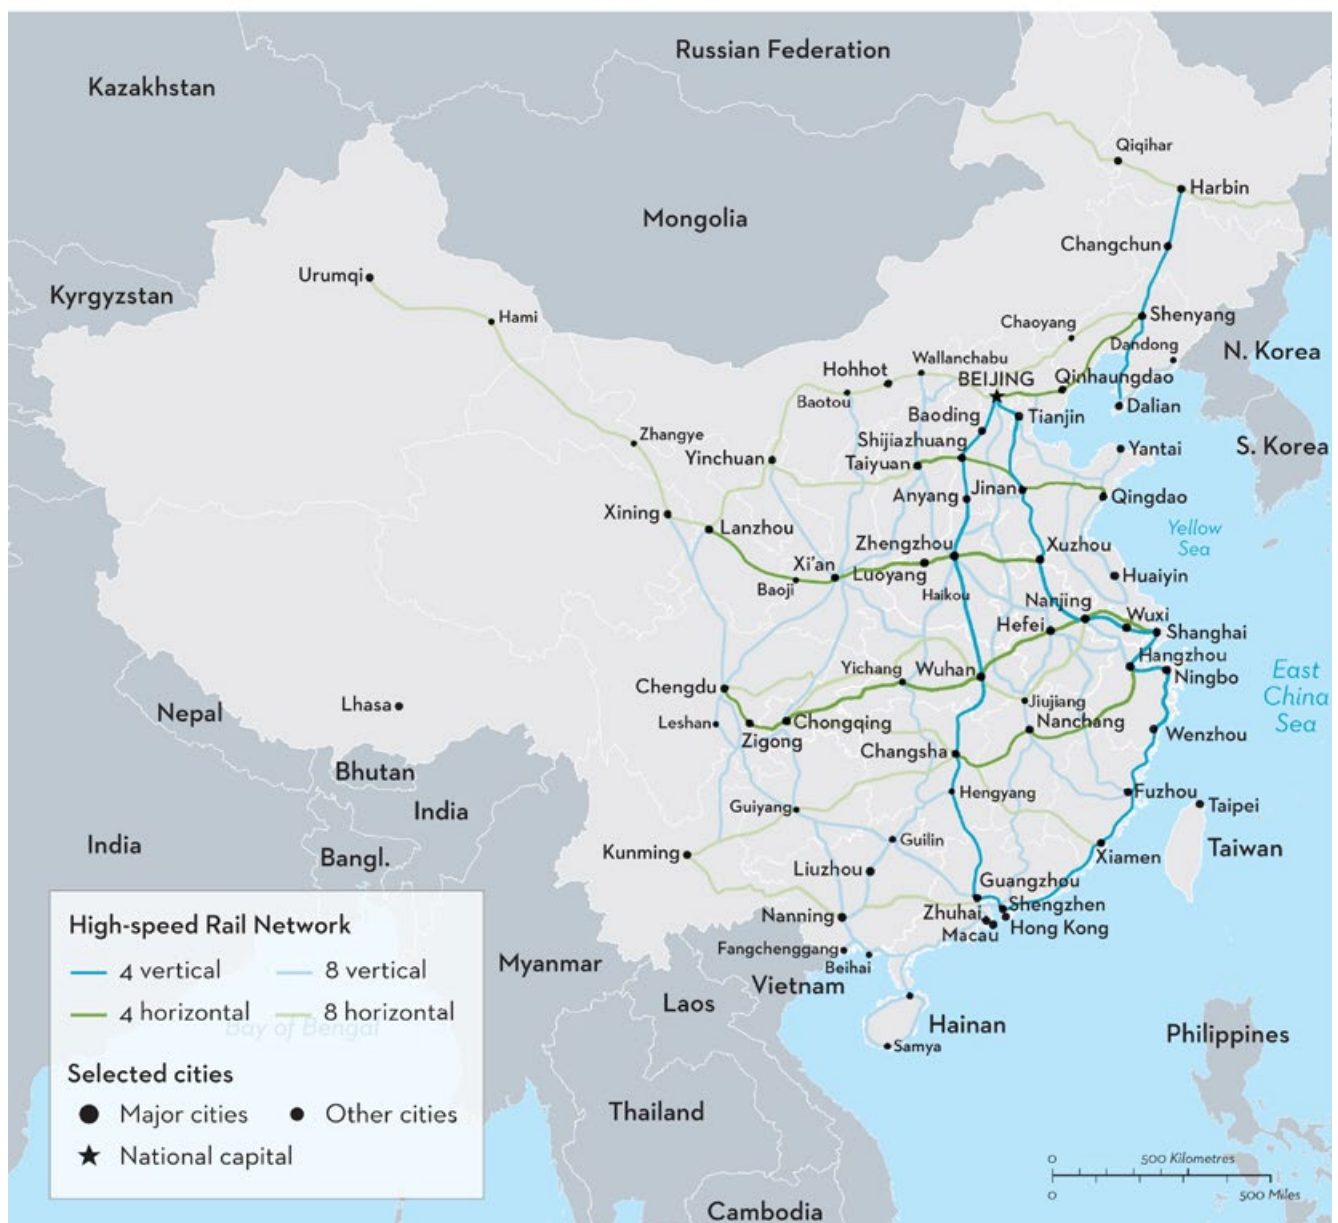 Russian Federation
Kazakhstan
Qiqihar
Harbin
Mongolia
Changchun
Urumqi
Kyrgyzstan
Hami
Shenyang
Chaoyang
Dandong
N. Korea
Wallanchabu
Hohhot
BEIJING
Qinhaungdao
Baotou
Dalian
Baoding
Tianjin
Zhangye
Shijiazhuang
S. Korea
Yantai
Yinchuan
Taiyuan
Anyang
Jinan
Qingdao
Xining
Lanzhou
Yellow
Sea
Zhengzhou
Xuzhou
Xi'an
Luoyang
Huaiyin
Baoji
Haikou
Nanjing
Wuxi
Hefei
Shanghai
Hangzhou
Yichang
Wuhan
Ningbo
East
China
Sea
Chengdu
Lhasa
Nepal
Jiujiang
Leshan
Chongqing
Nanchang
Zigong
Wenzhou
Changsha
Bhutan
Hengyang
Fuzhou
Guiyang
Taipei
India
India
Guilin
Bangl.
Kunming
Xiamen
Taiwan
Liuzhou
Guangzhou
Shengzhen
Zhuhai
Nanning
Hong Kong
Macau
High-speed Rail Network
4 vertical
8 vertical
4 horizontal
8 horizontal
Bay of Bengal
Selected cities
Major cities
Other cities
National capital
Fangchenggang
Myanmar
Beihai
Vietnam
Laos
Hainan
Philippines
Samya
Thailand
0 500 Kilometres
0 500 Miles
Cambodia